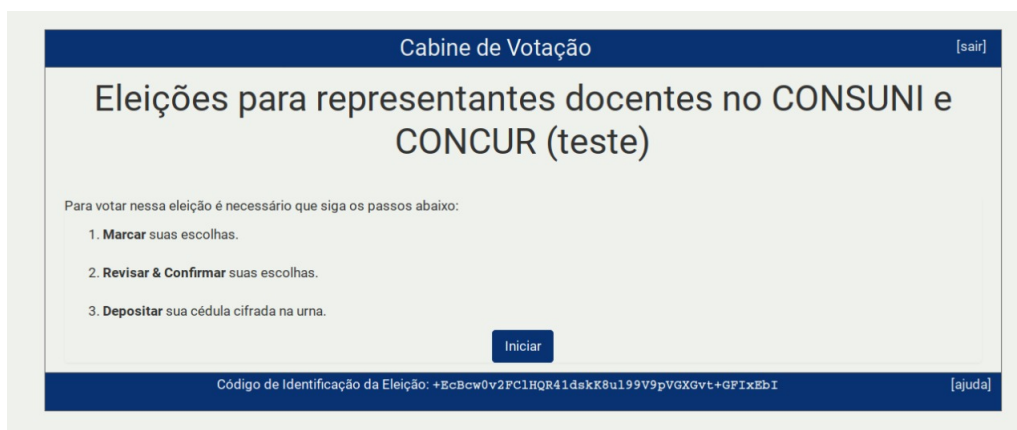 Cabine de Votação [sair]
Eleições para representantes docentes no CONSUNI e
CONCUR (teste)
Para votar nessa eleição é necessário que siga os passos abaixo:
1. Marcar suas escolhas.
2. Revisar & Confirmar suas escolhas.
3. Depositar sua cédula cifrada na urna.
Iniciar
Código de Identificação da Eleição: +EcBcw0v2FClHQR41dskK8ul99V9pVGXGvt+GFIxEbI [ajuda]